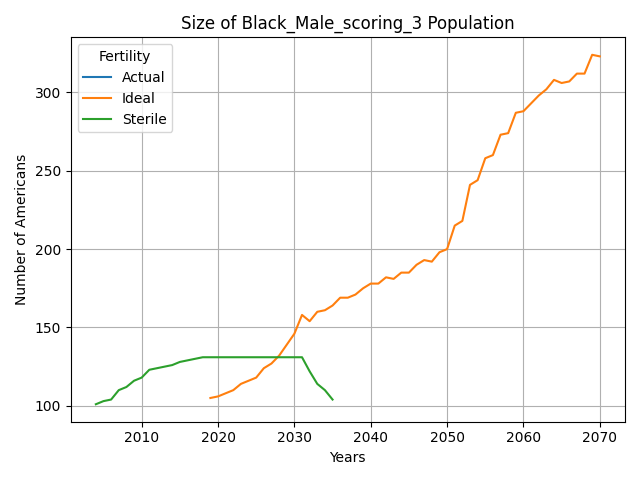 Size of Black_Male_scoring_3 Population
Fertility
Actual
Ideal
Sterile
Number of Americans
300
250
200
150
100
2010 2020 2030 2040 2050 2060 2070
Years